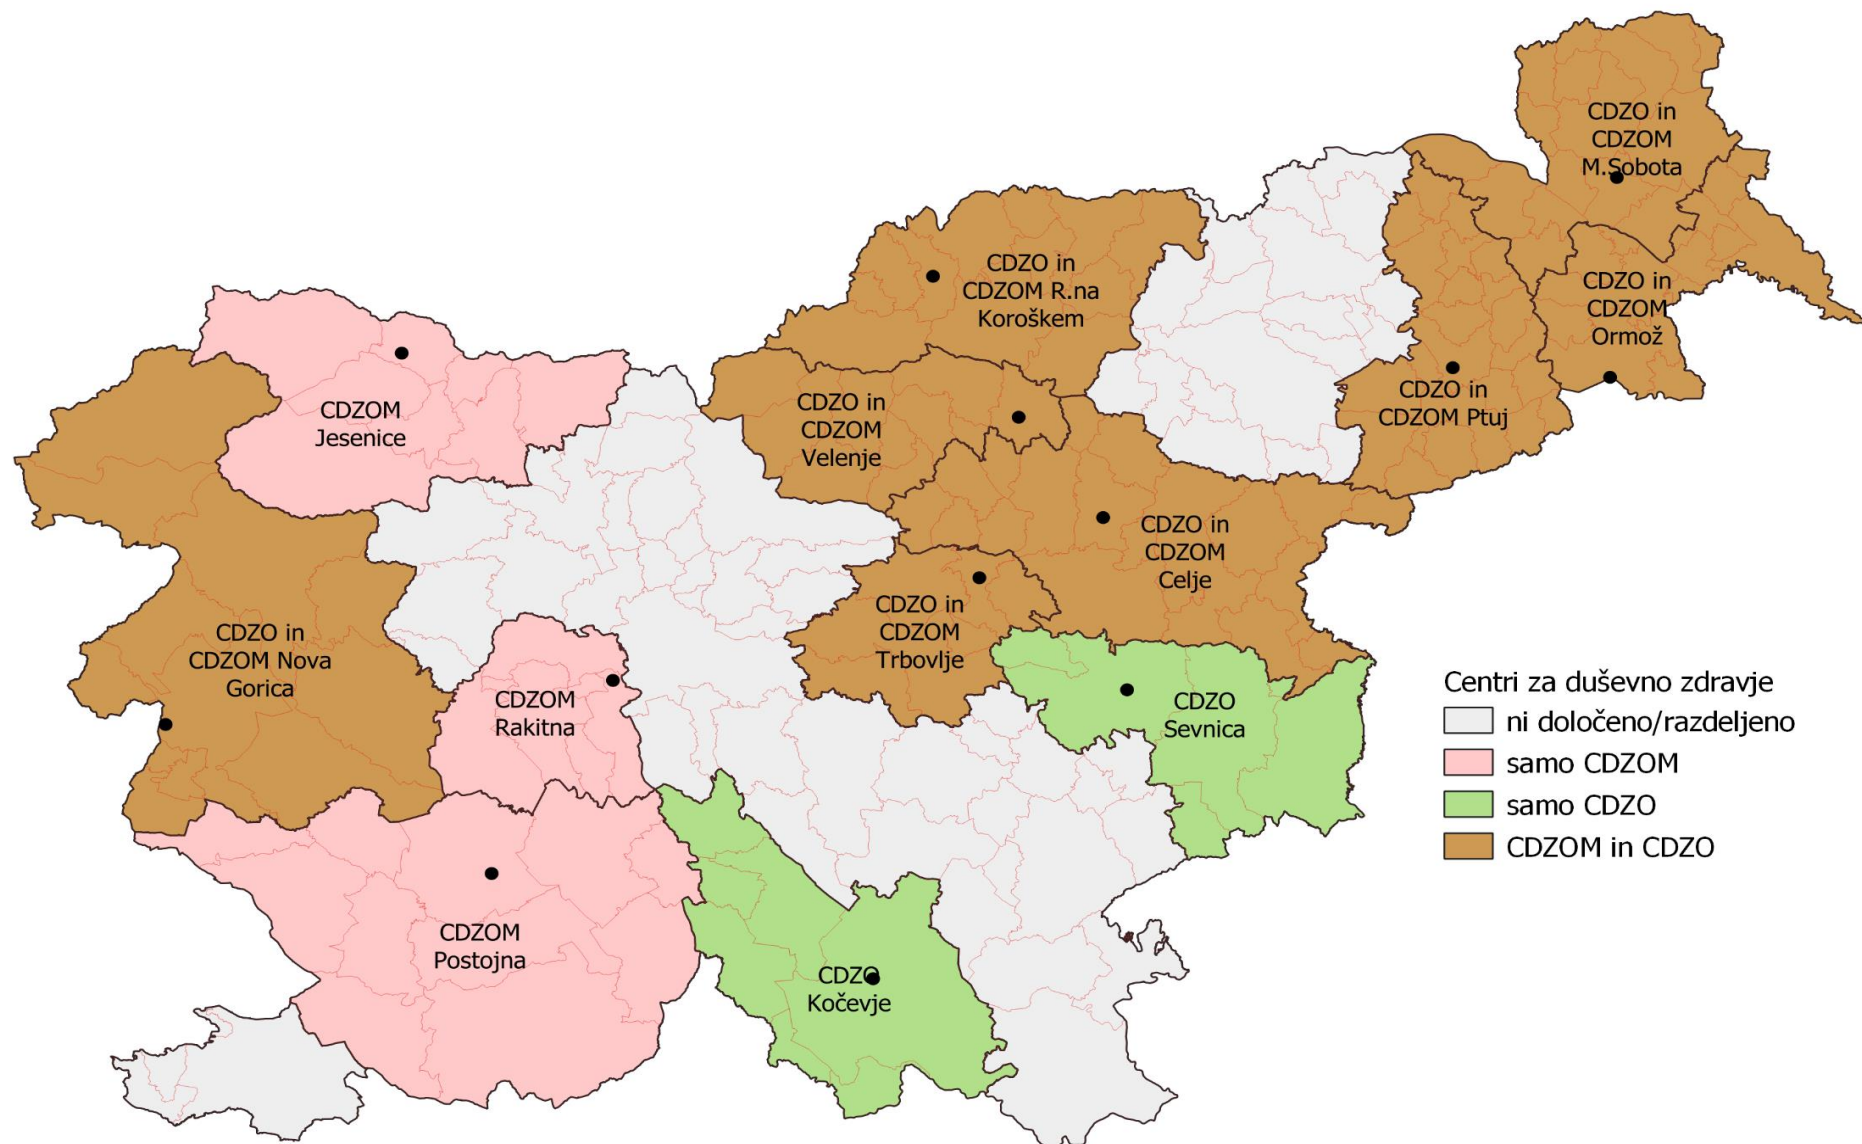 CDZO in
CDZOM
M.Sobota
CDZO in
CDZOM R.na
Koroškem
CDZO in
CDZOM
Ormož
CDZOM
Jesenice
CDZO in
CDZOM
Velenje
CDZO in
CDZOM Ptuj
CDZO in
CDZOM
Celje
CDZO in
CDZOM
Trbovlje
CDZO in
CDZOM Nova
Gorica
CDZOM
Rakitna
CDZO
Sevnica
CDZOM
Postojna
CDZO
Kočevje
Centri za duševno zdravje
ni določeno/razdeljeno
samo CDZOM
samo CDZO
CDZOM in CDZO